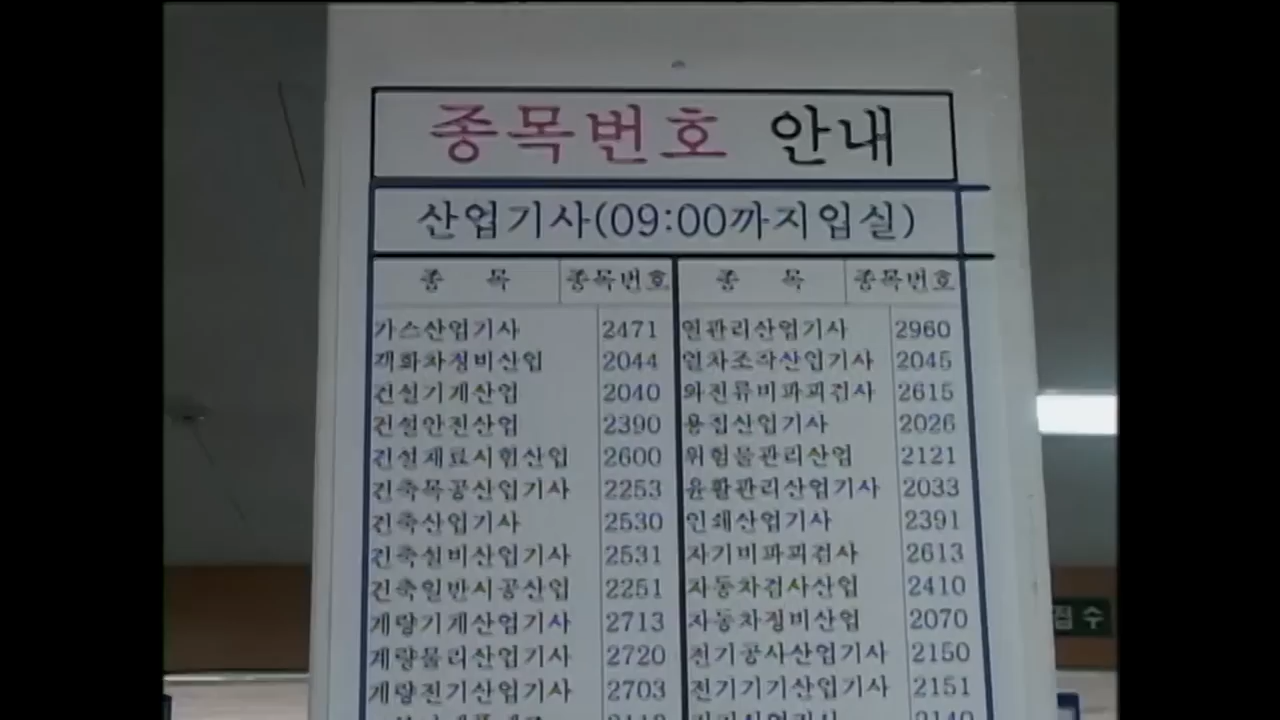 종목번호 안내
산업기사(09:00까지입실)
종 목 종목번호 종 목 종목번호
가스산업기사 2471 열관리산업기사 2960
객화차정비산업 2044 열차조작산업기사 2045
건설기계산업 2040 와전류비파괴검사 2615
건설안전산업 2390 용접산업기사 2026
건설재료시험산업 2600 위험물관리산업 2121
건축목공산업기사 2253 윤활관리산업기사 2033
건축산업기사 2530 인쇄산업기사 2391
건축설비산업기사 2531 자기비파괴검사 2613
건축일반시공산업 2251 자동차검사산업 2410
계량기계산업기사 2713 자동차정비산업 2070
계량물리산업기사 2720 전기공사산업기사 2150
계량전기산업기사 2703 전기기기산업기사 2151
2140
접수